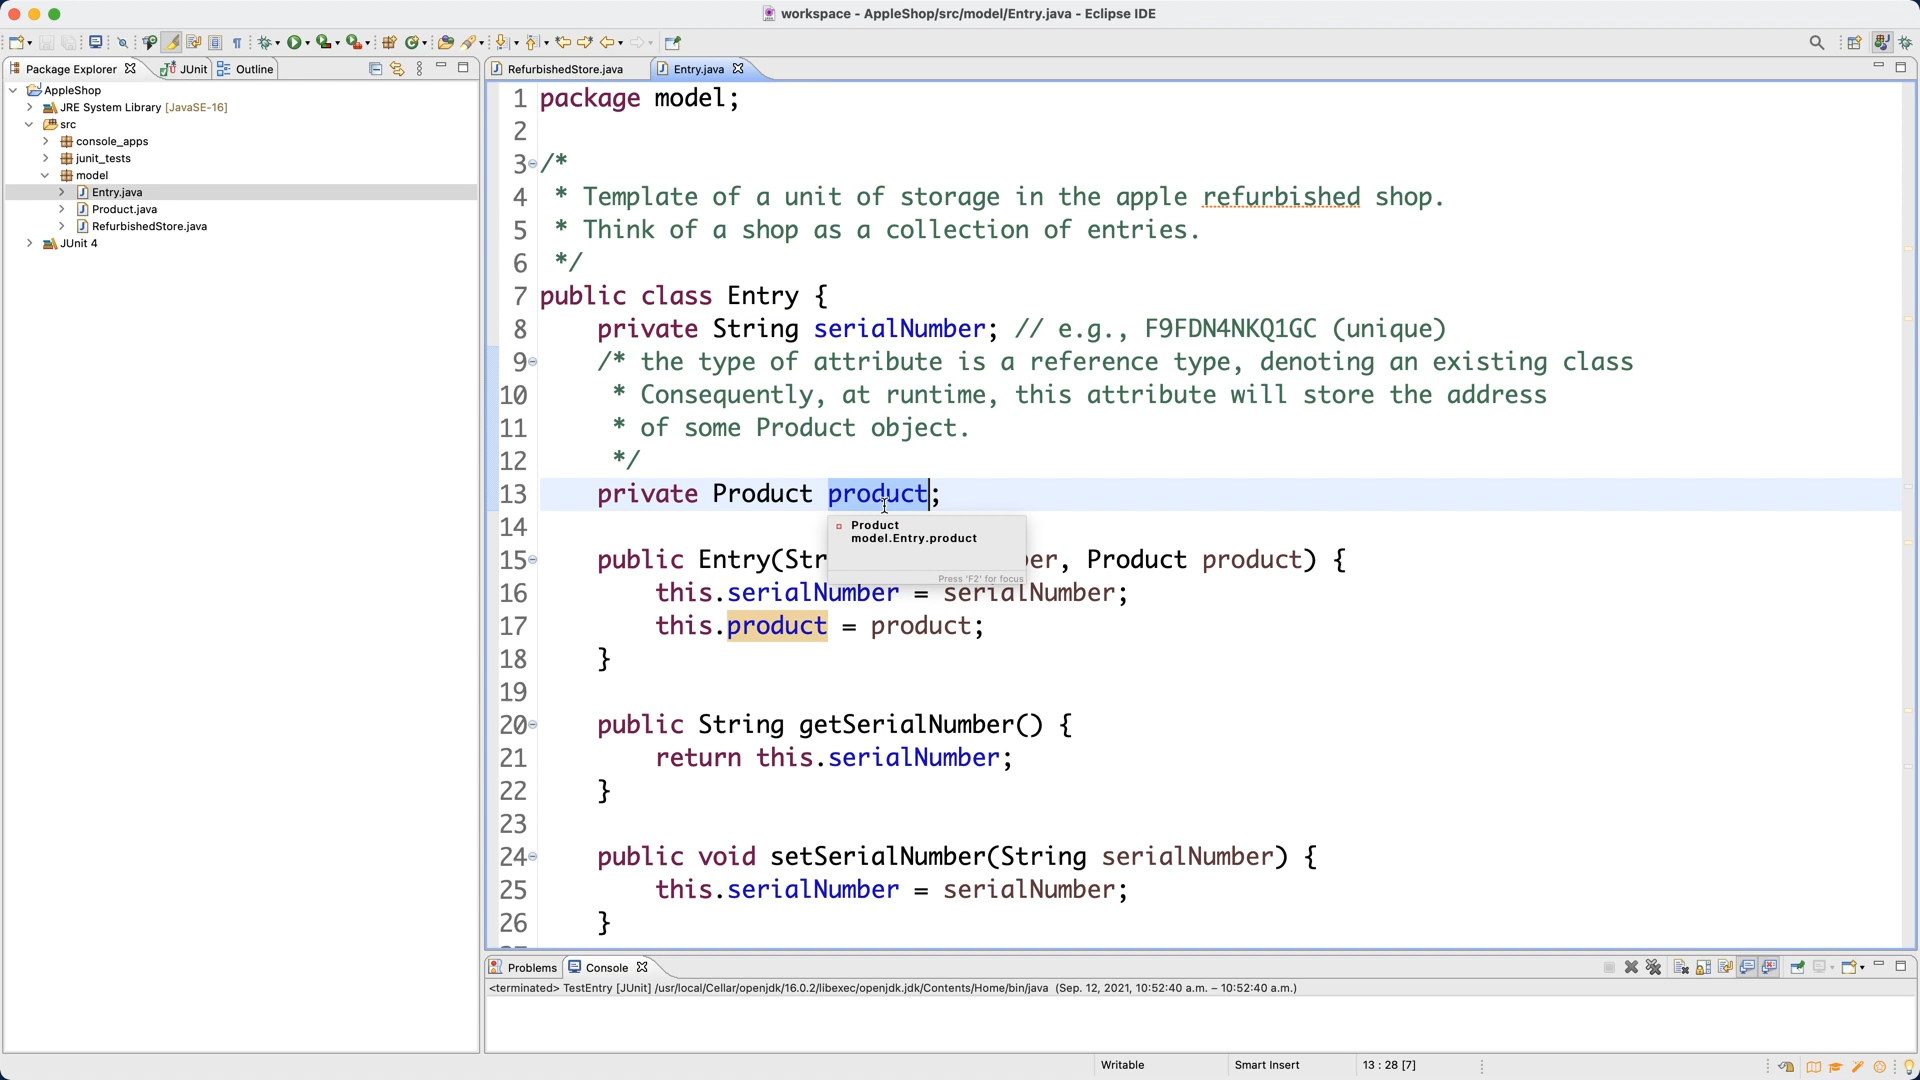 workspace - AppleShop/src/model/Entry.java - Eclipse IDE
Package Explorer
JUnit
Outline
RefurbishedStore.java
Entry.java
AppleShop
JRE System Library [JavaSE-16]
src
console_apps
junit_tests
model
Entry.java
Product.java
RefurbishedStore.java
JUnit 4
1 package model;
2
3 /*
4 * Template of a unit of storage in the apple refurbished shop.
5 * Think of a shop as a collection of entries.
6 */
7 public class Entry {
8 private String serialNumber; // e.g., F9FDN4NKQ1GC (unique)
9 /* the type of attribute is a reference type, denoting an existing class
10 * Consequently, at runtime, this attribute will store the address
11 * of some Product object.
12 */
13 private Product product;
14
Product
model.Entry.product
Press 'F2' for focus
15 public Entry(Str er, Product product) {
16 this.serialNumber = serialNumber;
17 this.product = product;
18 }
19
20 public String getSerialNumber() {
21 return this.serialNumber;
22 }
23
24 public void setSerialNumber(String serialNumber) {
25 this.serialNumber = serialNumber;
26 }
Problems
Console
<terminated> TestEntry [JUnit] /usr/local/Cellar/openjdk/16.0.2/libexec/openjdk.jdk/Contents/Home/bin/java (Sep. 12, 2021, 10:52:40 a.m. – 10:52:40 a.m.)
Writable
Smart Insert
13 : 28 [7]